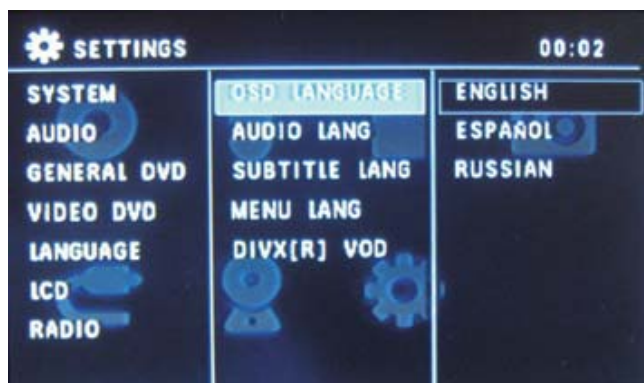 SETTINGS
00:02
SYSTEM
AUDIO
GENERAL DVD
VIDEO DVD
LANGUAGE
LCD
RADIO
OSD LANGUAGE
AUDIO LANG
SUBTITLE LANG
MENU LANG
DIVX[R] VOD
ENGLISH
ESPAÑOL
RUSSIAN